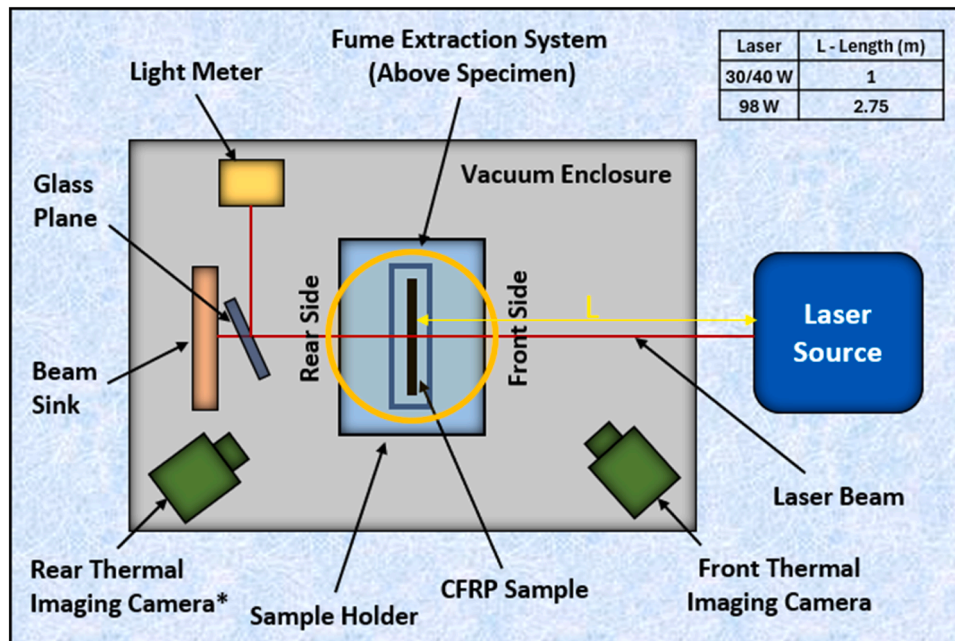 Fume Extraction System
(Above Specimen)
Laser L - Length (m)
30/40 W 1
98 W 2.75
Light Meter
Vacuum Enclosure
Glass
Plane
Rear Side
Front Side
L
Laser
Source
Beam
Sink
Laser Beam
Rear Thermal
Imaging Camera*
Sample Holder
CFRP Sample
Front Thermal
Imaging Camera